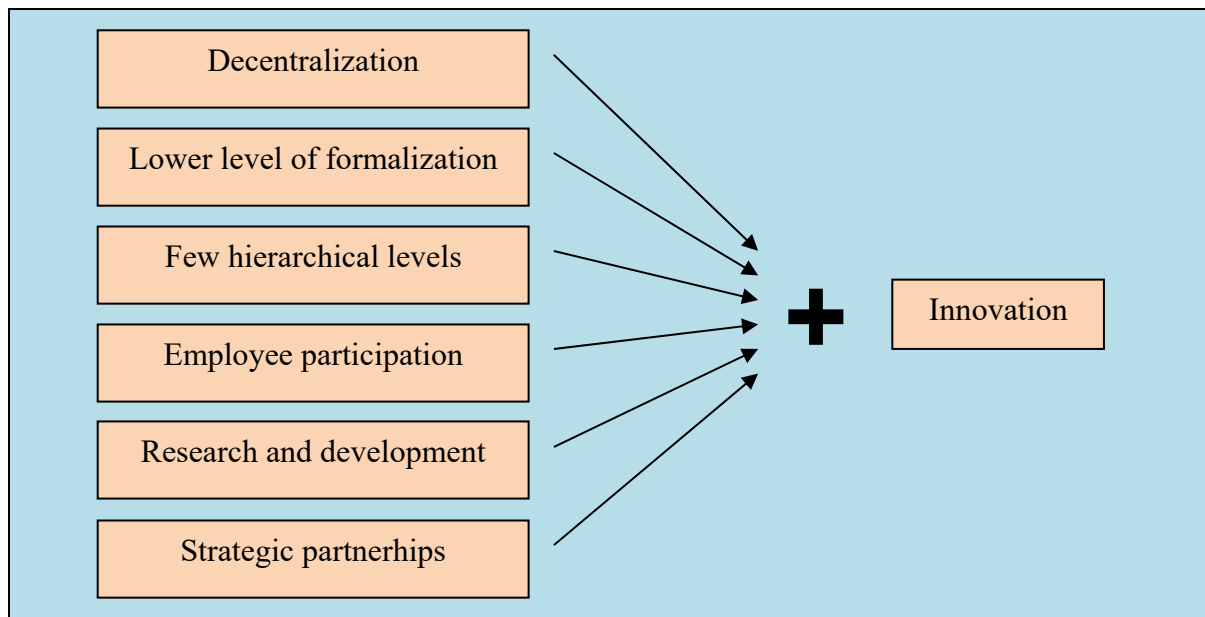 Decentralization
Lower level of formalization
Few hierarchical levels
Employee participation
Research and development
Strategic partnerhips
Innovation